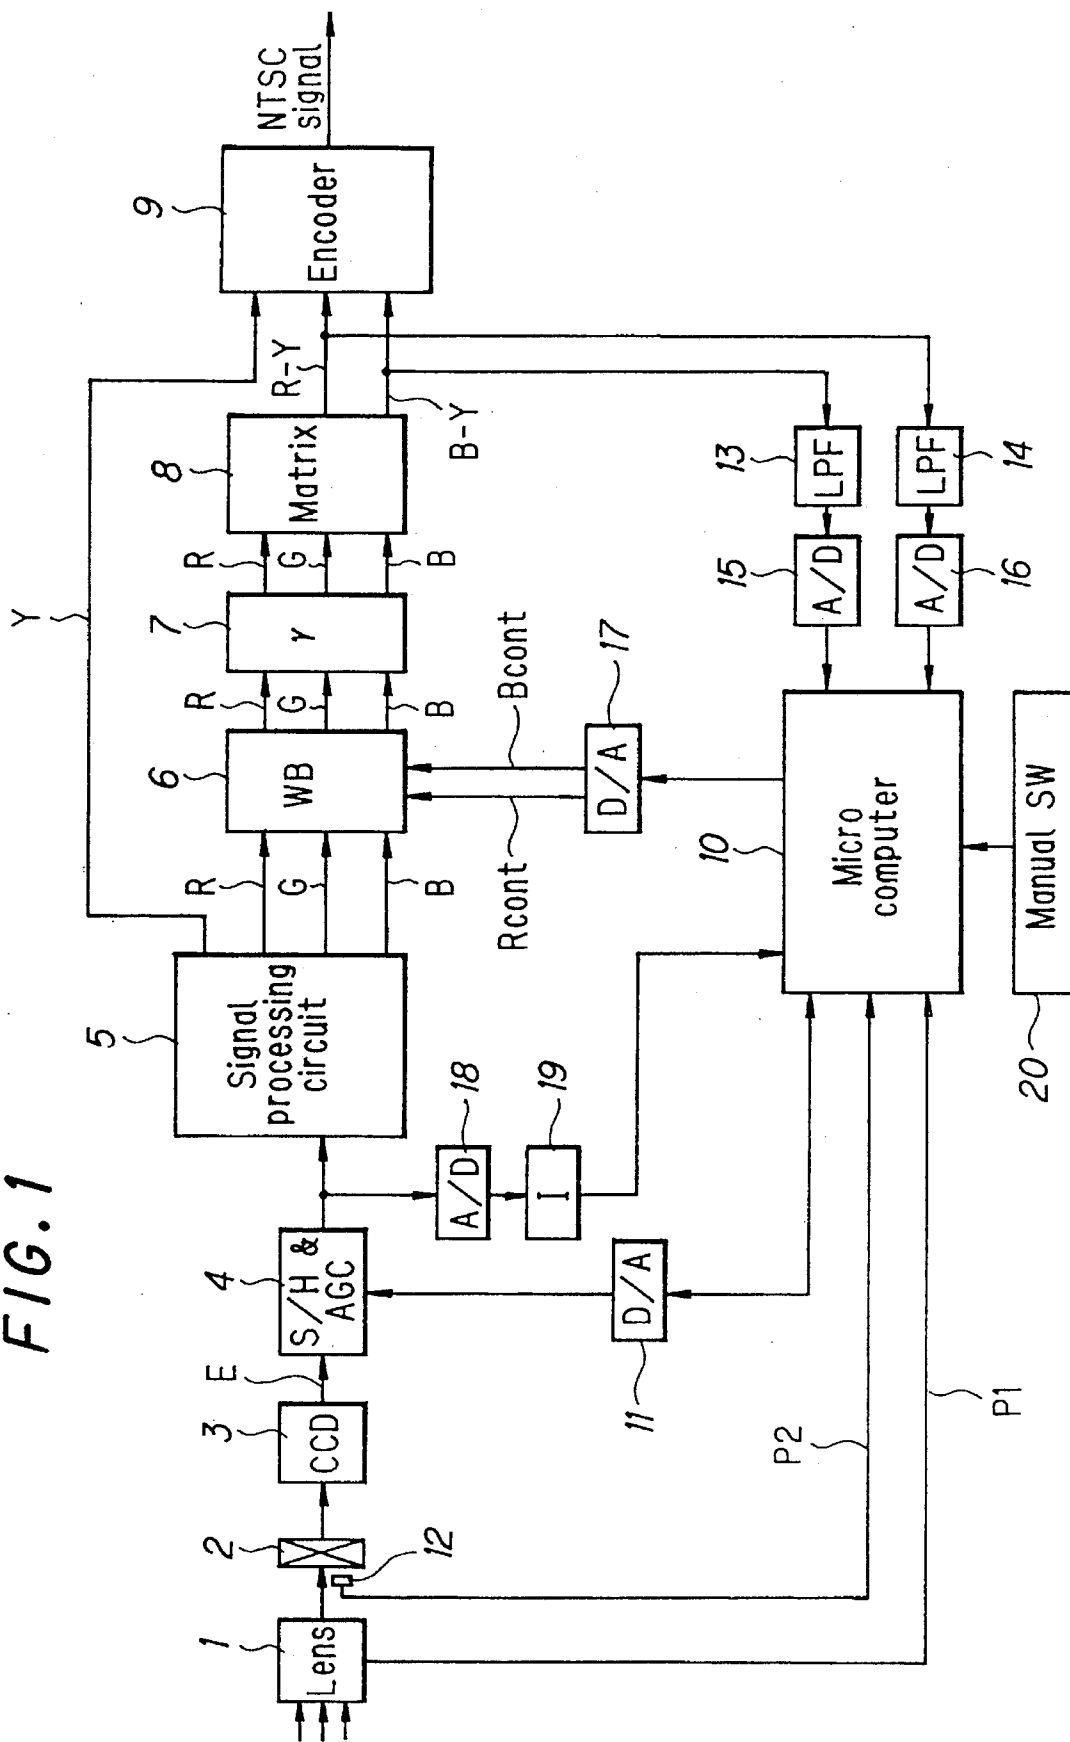 FIG. 1
1
Lens
2
12
3
CCD
E
4
S/H &
AGC
5
Signal
processing
circuit
Y
R
G
B
6
WB
R
G
B
7
γ
R
G
B
8
Matrix
R-Y
B-Y
9
Encoder
NTSC
signal
18
A/D
19
I
11
D/A
Rcont
Bcont
17
D/A
13
LPF
14
LPF
15
A/D
16
A/D
10
Micro
computer
P2
P1
20
Manual SW